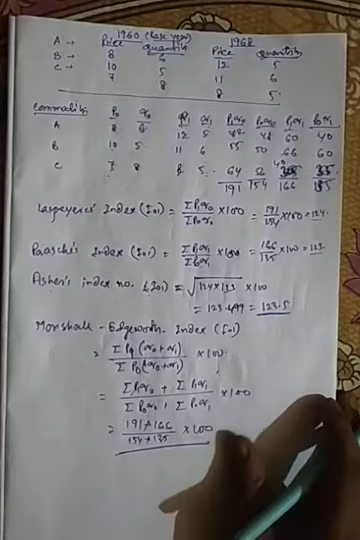 1960 (base year) 1968
Price quantity Price quantity
A → 8 6 12 5
B → 10 5 11 6
C → 7 8 8 5
Commodity P₀ q₀ P₁ q₁ P₁q₀ P₀q₀ P₁q₁ P₀q₁
A 8 6 12 5 72 48 60 40
B 10 5 11 6 55 50 66 60
C 7 8 8 5 64 56 40 35
191 154 166 135
Laspeyere's Index (I₀₁) = ΣP₁q₀ / ΣP₀q₀ × 100 = 191/154 × 100 = 124
Paasche's Index (I₀₁) = ΣP₁q₁ / ΣP₀q₁ × 100 = 166/135 × 100 = 123
index no. (I₀₁) = √124 × 123 × 100
= 123.499 = 123.5
Marshall - Edgeworth Index (I₀₁)
= ΣP₁(q₀+q₁) / ΣP₀(q₀+q₁) × 100
= ΣP₁q₀ + ΣP₁q₁ / ΣP₀q₀ + ΣP₀q₁ × 100
= 191+166 / 154+135 × 100